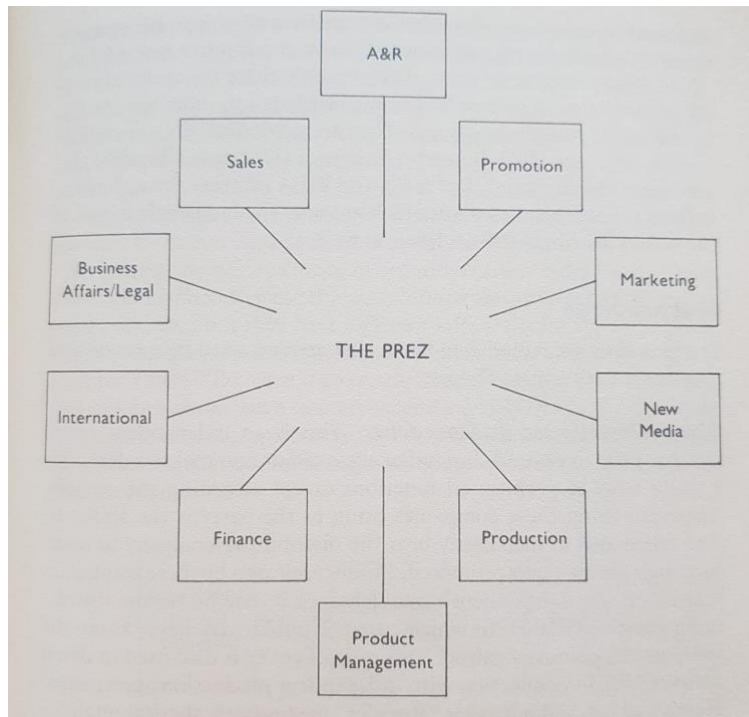 A&R
Sales
Promotion
Business
Affairs/Legal
Marketing
THE PREZ
International
New
Media
Finance
Production
Product
Management